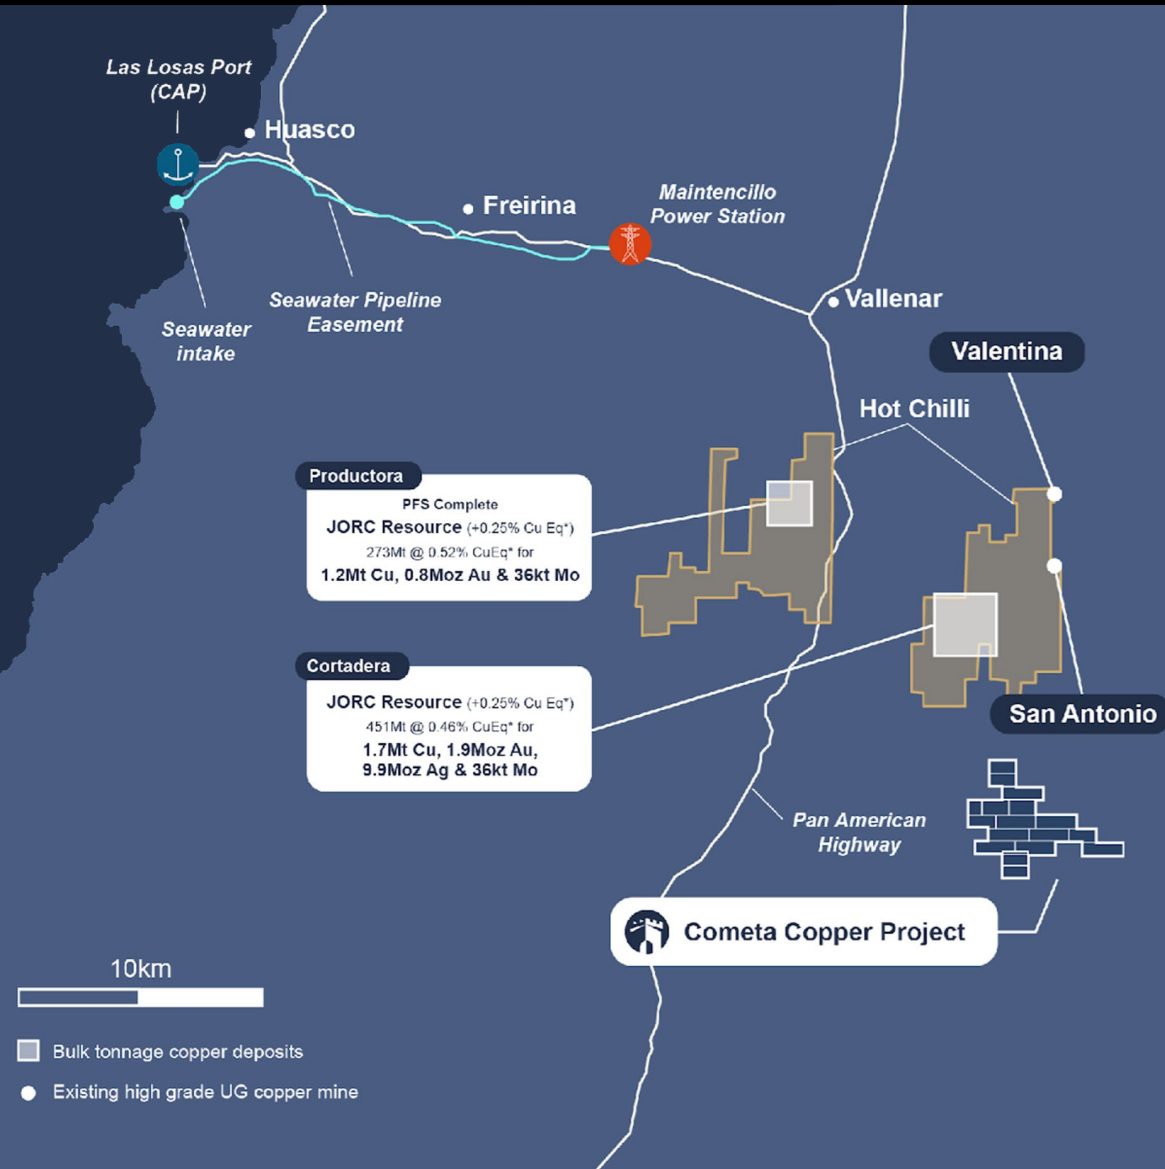 Las Losas Port
(CAP)
Huasco
Freirina
Maintencillo
Power Station
Seawater Pipeline
Easement
Seawater
intake
Vallenar
Valentina
Hot Chilli
Productora
PFS Complete
JORC Resource (+0.25% Cu Eq*)
273Mt @ 0.52% CuEq* for
1.2Mt Cu, 0.8Moz Au & 36kt Mo
Cortadera
JORC Resource (+0.25% Cu Eq*)
451Mt @ 0.46% CuEq* for
1.7Mt Cu, 1.9Moz Au,
9.9Moz Ag & 36kt Mo
San Antonio
Pan American
Highway
Cometa Copper Project
10km
Bulk tonnage copper deposits
Existing high grade UG copper mine